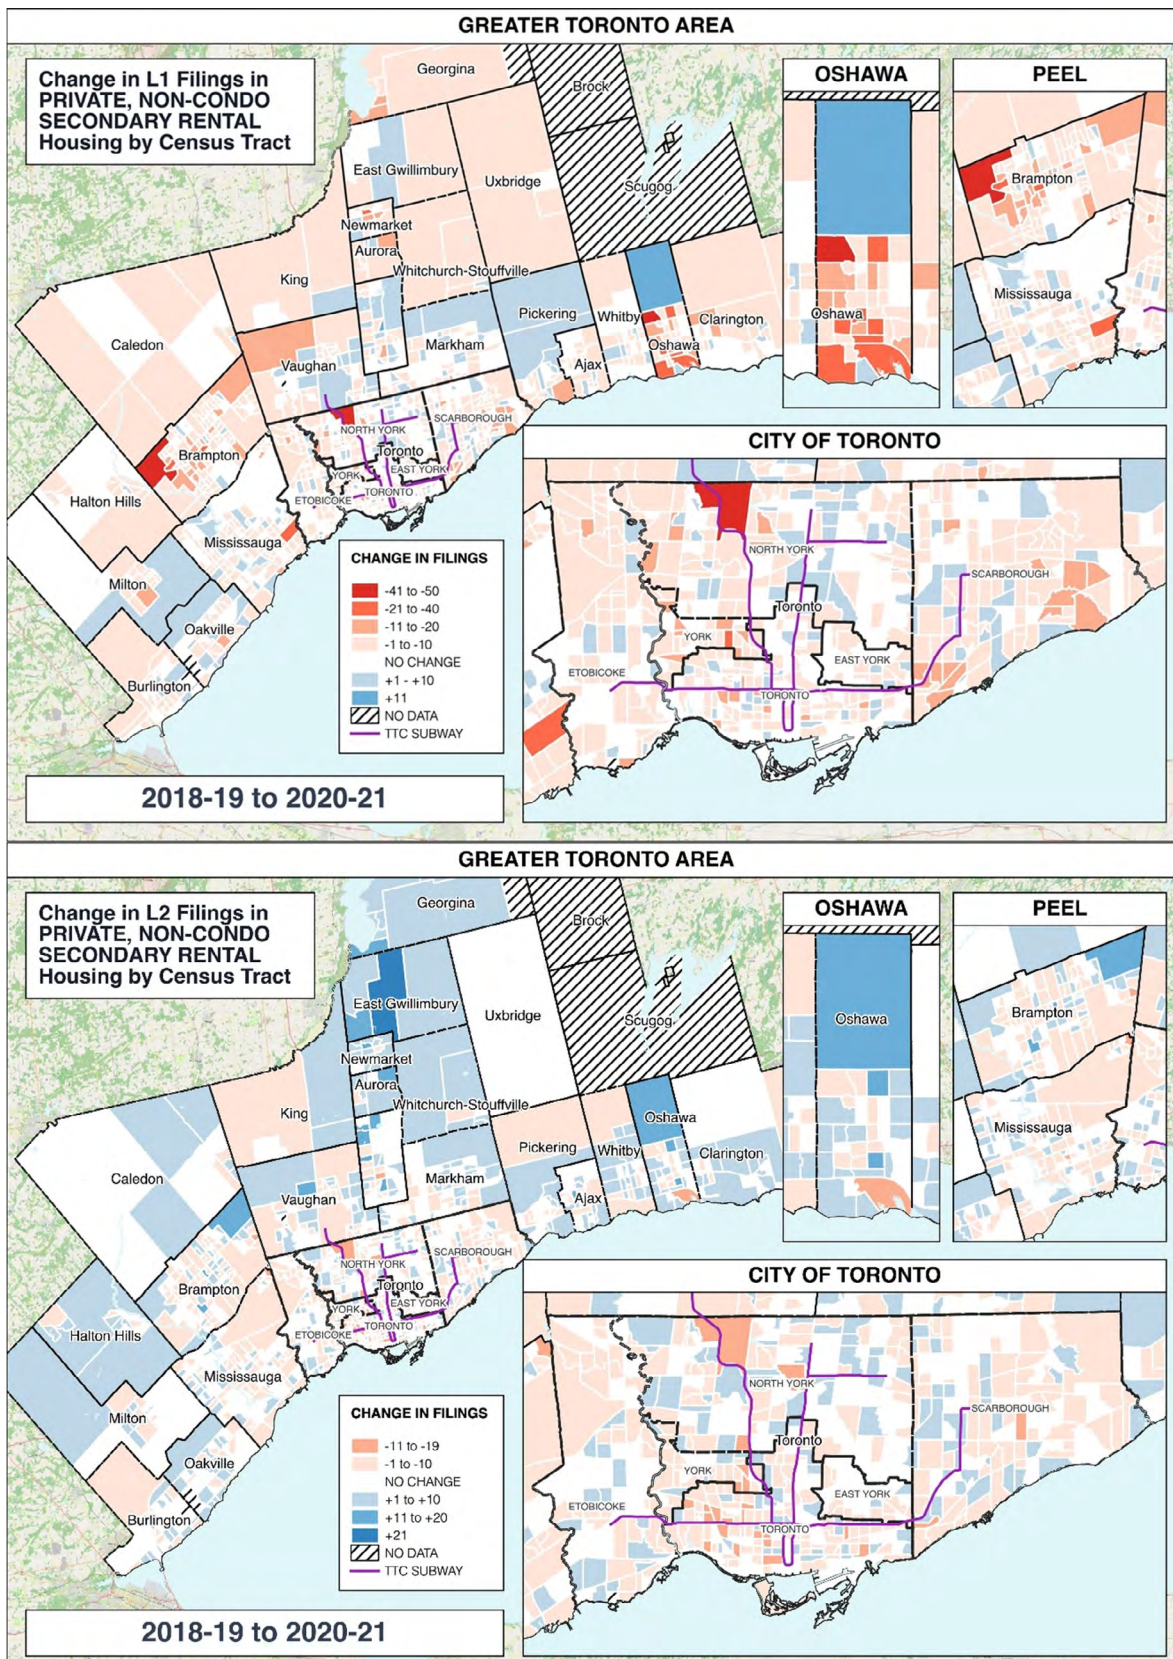 GREATER TORONTO AREA
Change in L1 Filings in
PRIVATE, NON-CONDO
SECONDARY RENTAL
Housing by Census Tract
Georgina
Brock
East Gwillimbury
Uxbridge
Scugog
Newmarket
Aurora
King
Whitchurch-Stouffville
Caledon
Pickering
Whitby
Clarington
Vaughan
Markham
Ajax
Oshawa
Brampton
SCARBOROUGH
NORTH YORK
Toronto
YORK
EAST YORK
ETOBICOKE
TORONTO
Halton Hills
Mississauga
Milton
Oakville
Burlington
OSHAWA
Oshawa
PEEL
Brampton
Mississauga
CITY OF TORONTO
NORTH YORK
SCARBOROUGH
Toronto
YORK
EAST YORK
ETOBICOKE
TORONTO
CHANGE IN FILINGS
-41 to -50
-21 to -40
-11 to -20
-1 to -10
NO CHANGE
+1 - +10
+11
NO DATA
TTC SUBWAY
2018-19 to 2020-21
GREATER TORONTO AREA
Change in L2 Filings in
PRIVATE, NON-CONDO
SECONDARY RENTAL
Housing by Census Tract
Georgina
Brock
East Gwillimbury
Uxbridge
Scugog
Newmarket
Aurora
King
Whitchurch-Stouffville
Oshawa
Caledon
Pickering
Whitby
Clarington
Vaughan
Markham
Ajax
Brampton
SCARBOROUGH
NORTH YORK
Toronto
YORK
EAST YORK
ETOBICOKE
TORONTO
Halton Hills
Mississauga
Milton
Oakville
Burlington
OSHAWA
Oshawa
PEEL
Brampton
Mississauga
CITY OF TORONTO
NORTH YORK
SCARBOROUGH
Toronto
YORK
EAST YORK
ETOBICOKE
TORONTO
CHANGE IN FILINGS
-11 to -19
-1 to -10
NO CHANGE
+1 to +10
+11 to +20
+21
NO DATA
TTC SUBWAY
2018-19 to 2020-21